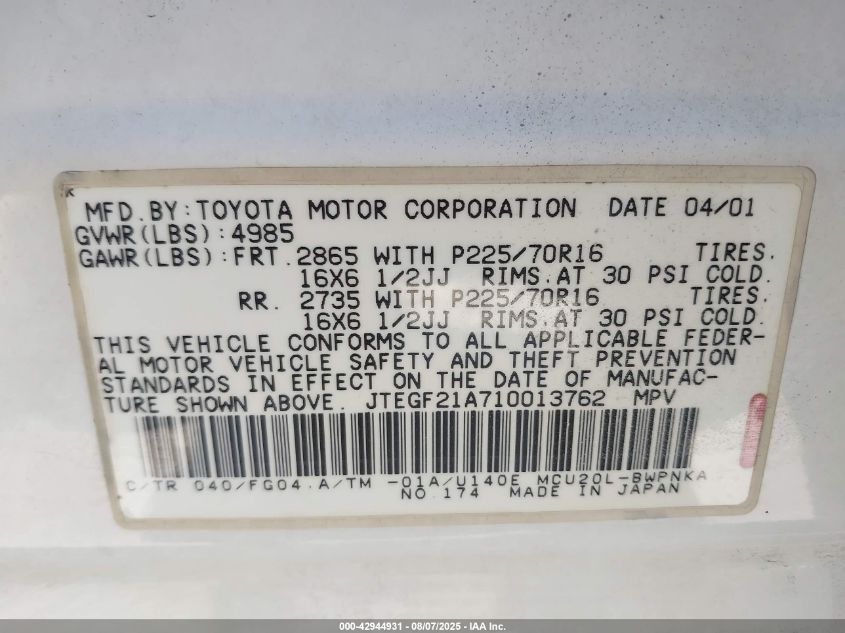 MFD.BY:TOYOTA MOTOR CORPORATION DATE 04/01
GVWR(LBS):4985
GAWR(LBS):FRT.2865 WITH P225/70R16 TIRES.
16X6 1/2JJ RIMS.AT 30 PSI COLD.
RR. 2735 WITH P225/70R16 TIRES.
16X6 1/2JJ RIMS.AT 30 PSI COLD.
THIS VEHICLE CONFORMS TO ALL APPLICABLE FEDER-
AL MOTOR VEHICLE SAFETY AND THEFT PREVENTION
STANDARDS IN EFFECT ON THE DATE OF MANUFAC-
TURE SHOWN ABOVE. JTEGF21A710013762 MPV
C/TR 040/FG04.A/TM -01A/U140E MCU20L-BWPNKA
NO.174 MADE IN JAPAN
000-42944931 - 08/07/2025 - IAA Inc.